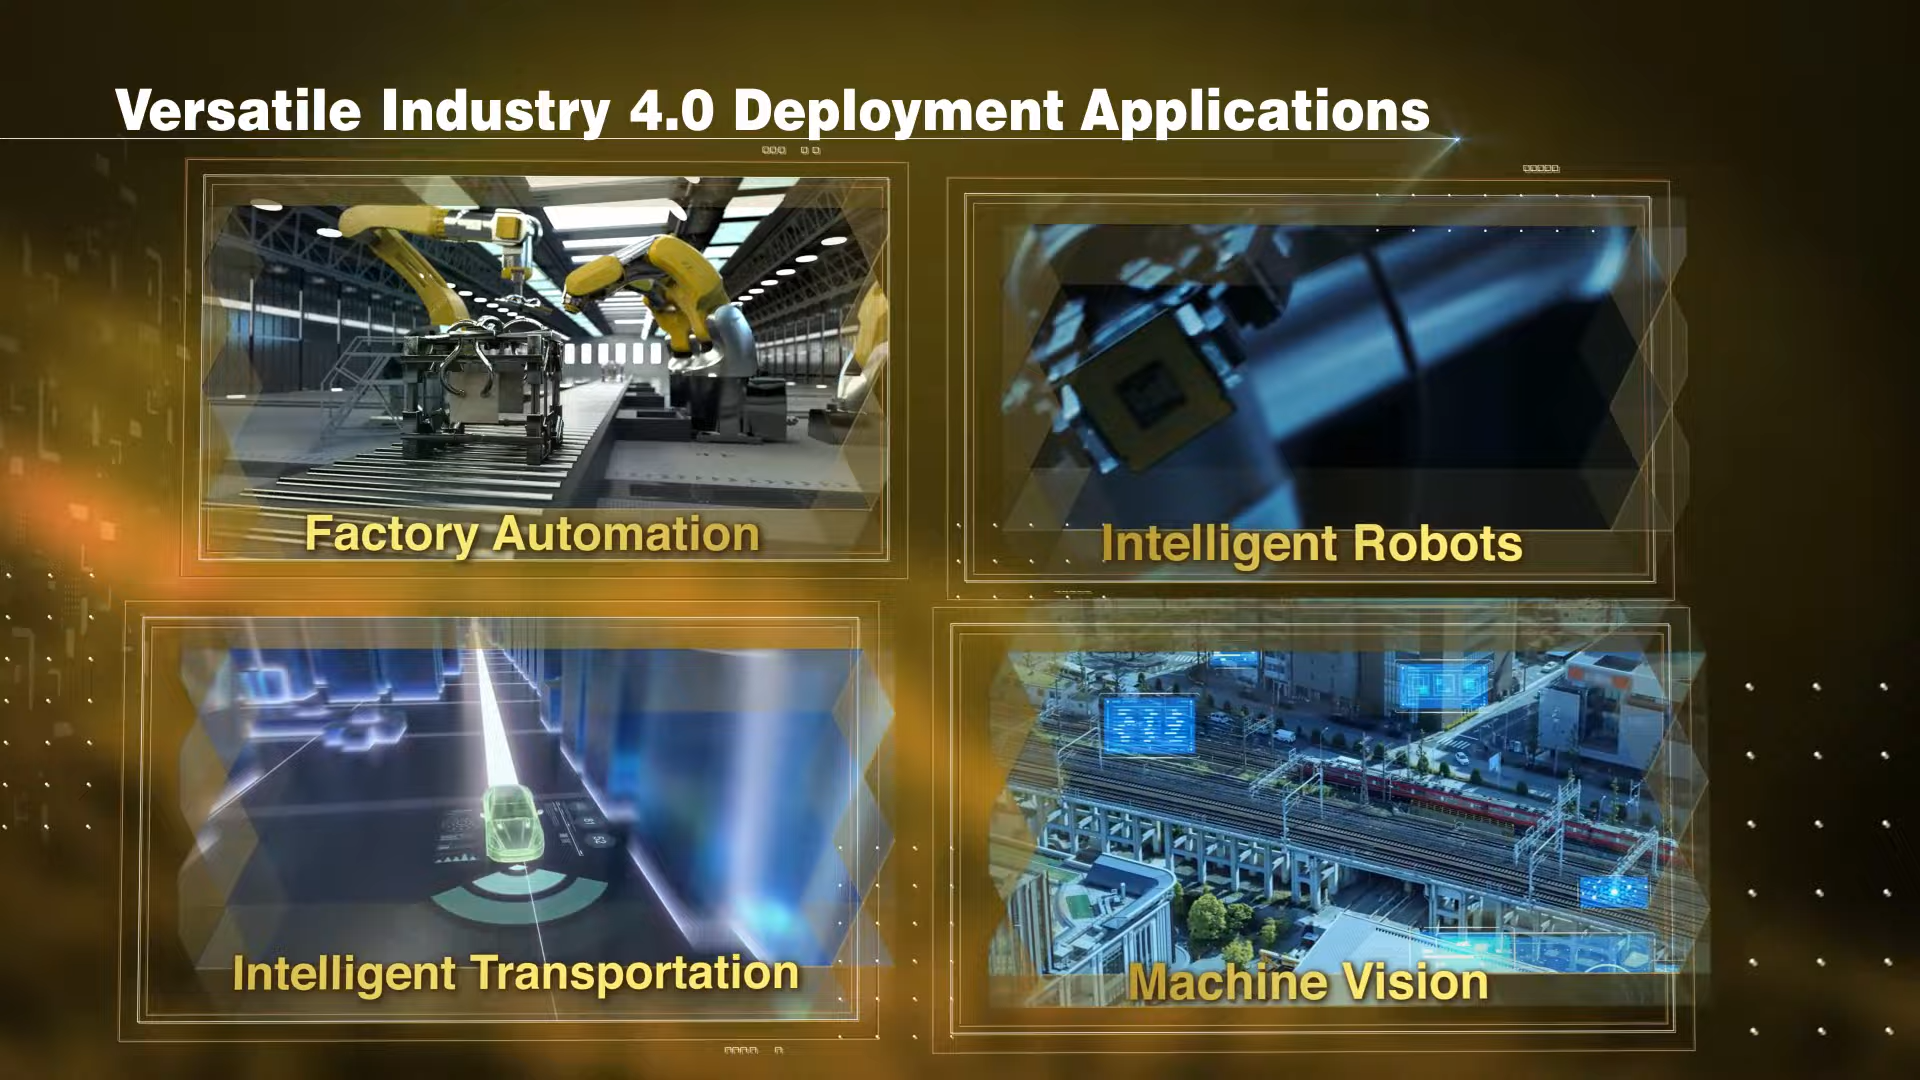 Versatile Industry 4.0 Deployment Applications
Factory Automation
Intelligent Robots
Intelligent Transportation
Machine Vision